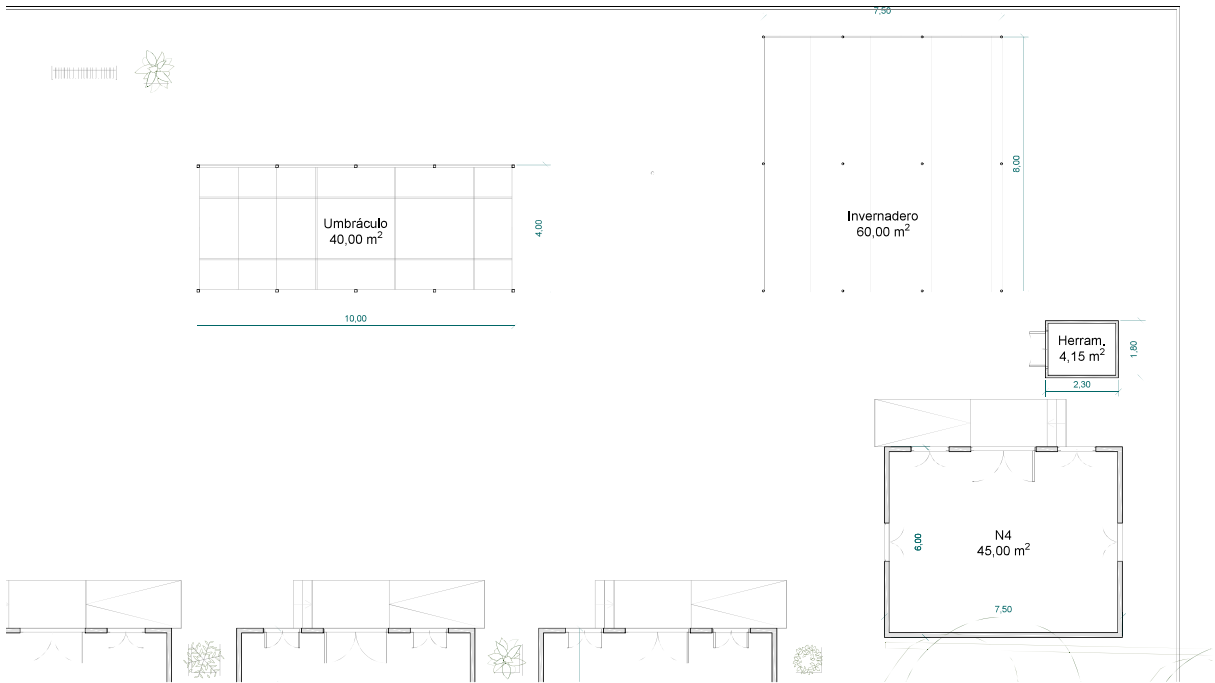 7,50
8,00
Umbráculo
40,00 m²
4,00
10,00
Invernadero
60,00 m²
Herram.
4,15 m²
1,80
2,30
N4
45,00 m²
6,00
7,50